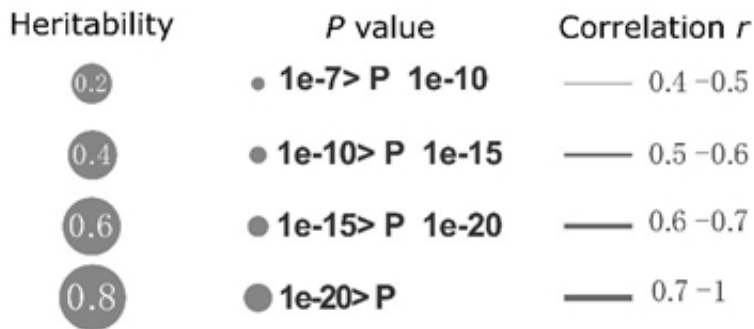 Heritability P value Correlation r
0.2 1e-7> P 1e-10 0.4-0.5
0.4 1e-10> P 1e-15 0.5-0.6
0.6 1e-15> P 1e-20 0.6-0.7
0.8 1e-20> P 0.7-1